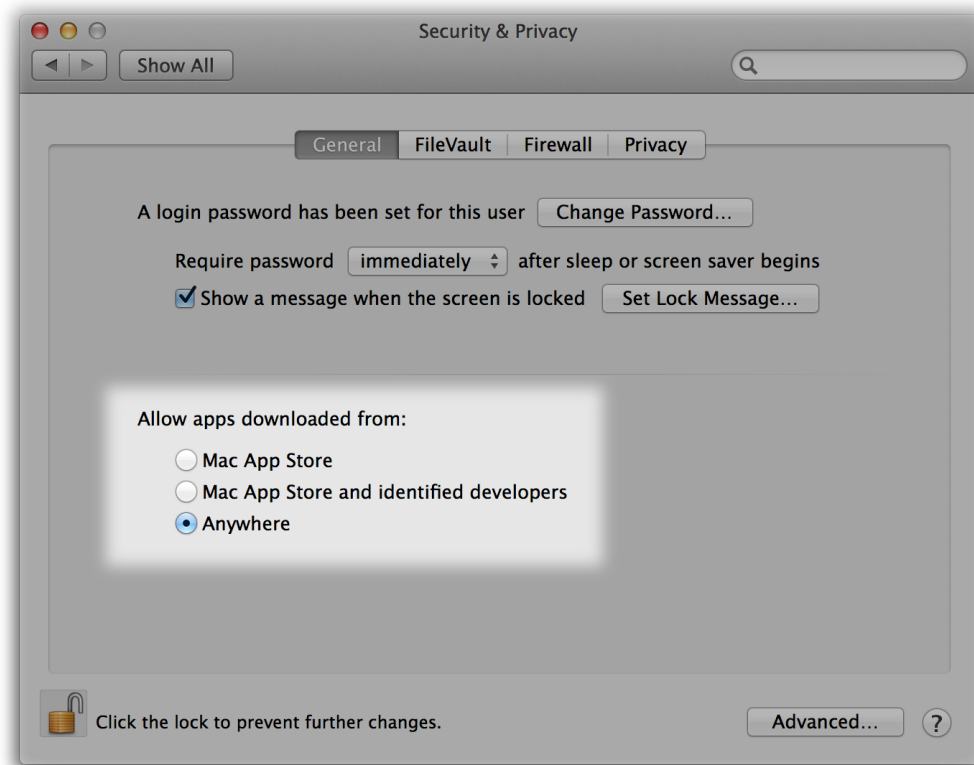 Security & Privacy
Show All
General FileVault Firewall Privacy
A login password has been set for this user Change Password...
Require password immediately after sleep or screen saver begins
Show a message when the screen is locked Set Lock Message...
Allow apps downloaded from:
Mac App Store
Mac App Store and identified developers
Anywhere
Click the lock to prevent further changes. Advanced... ?